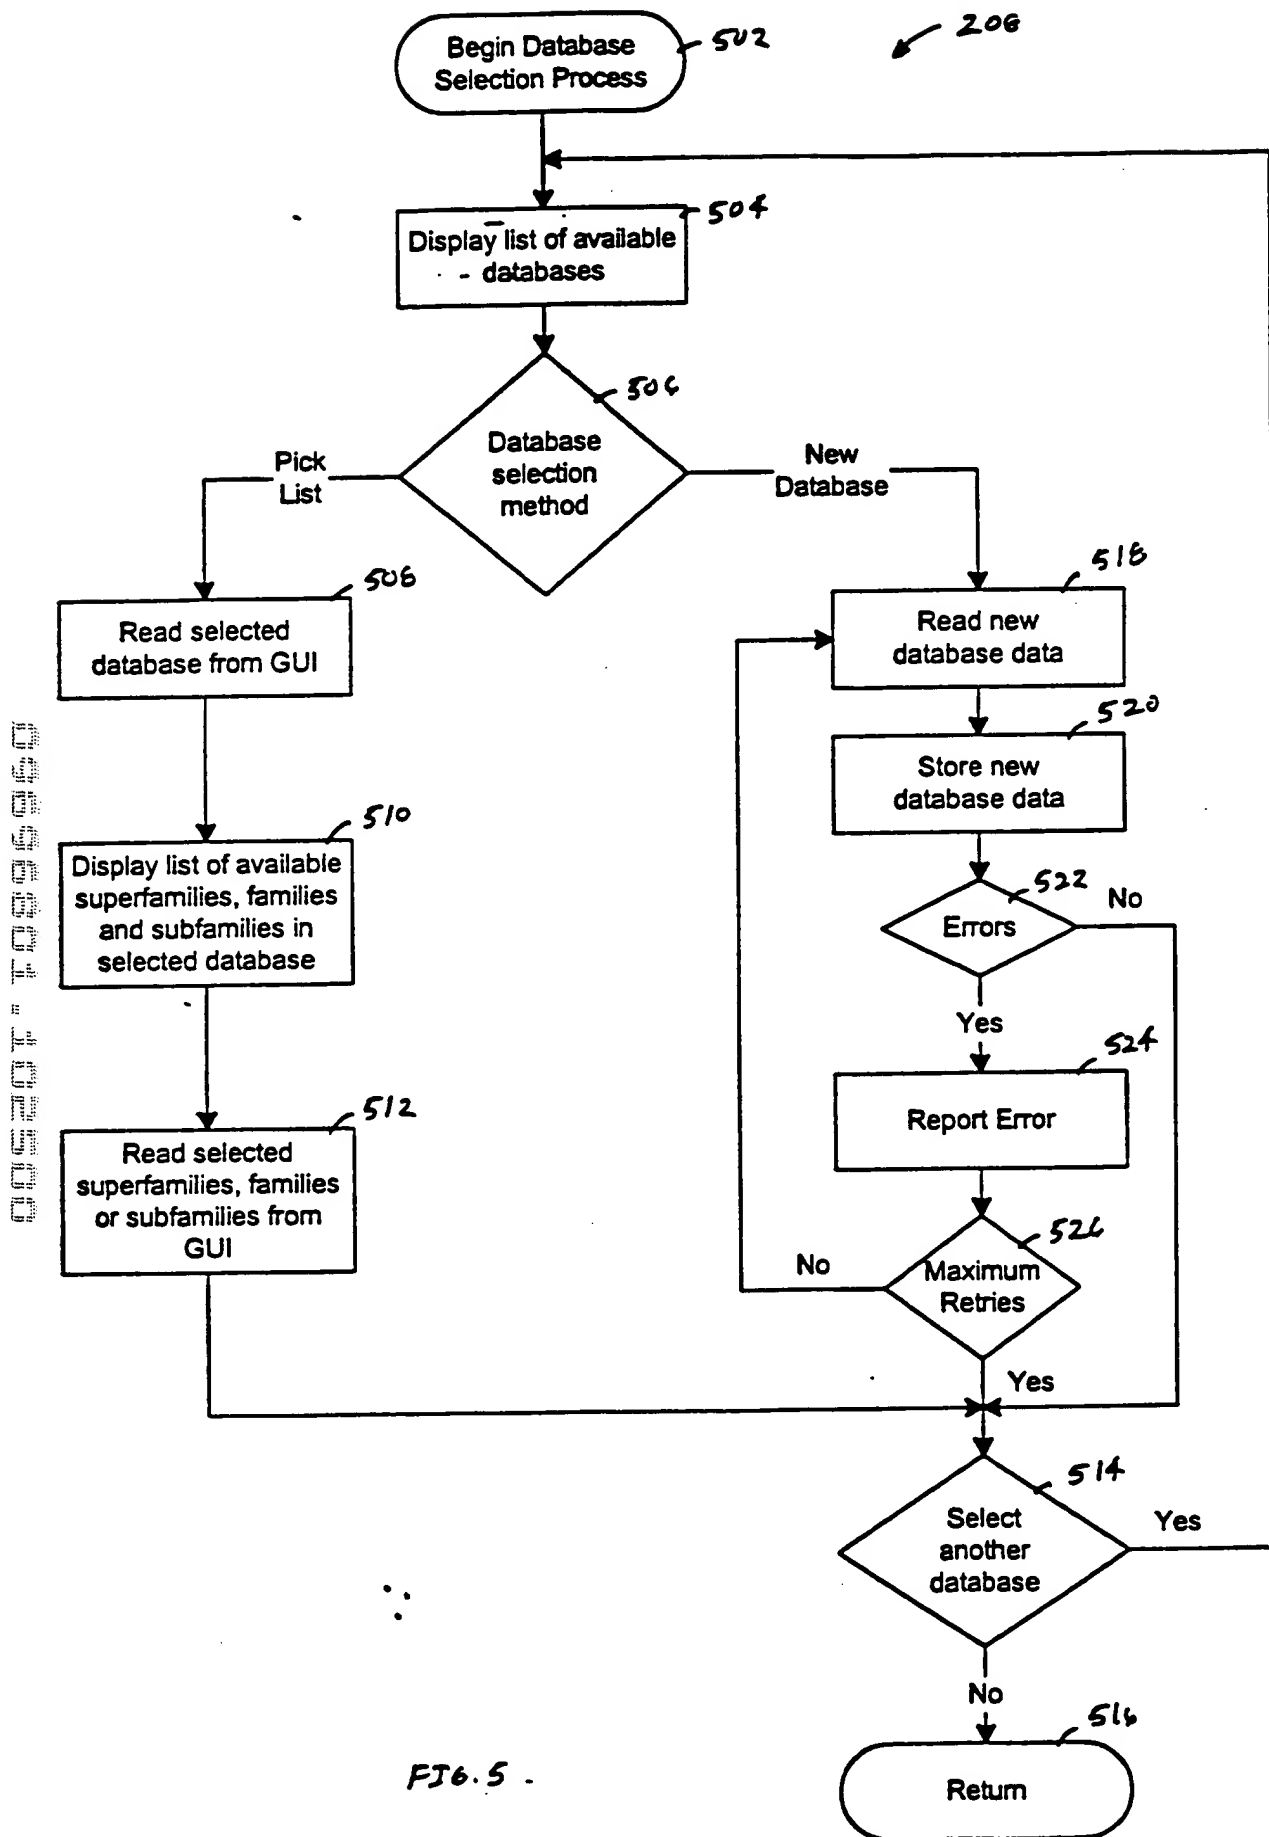 Begin Database
Selection Process
502
208
Display list of available
databases
504
Database
selection
method
506
Pick
List
New
Database
Read selected
database from GUI
508
Read new
database data
518
Store new
database data
520
Display list of available
superfamilies, families
and subfamilies in
selected database
510
Errors
522
No
Yes
Report Error
524
Read selected
superfamilies, families
or subfamilies from
GUI
512
Maximum
Retries
526
No
Yes
Select
another
database
514
Yes
No
Return
516
FIG.5